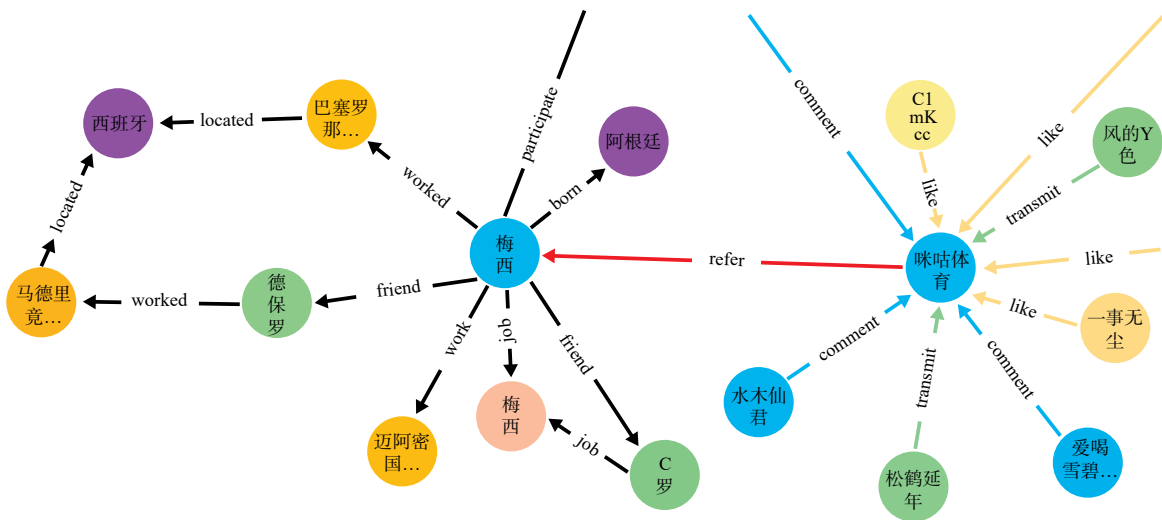 西班牙
located
巴塞罗
那…
participate
阿根廷
worked
born
located
梅
西
马德里
竟…
worked
德
保
罗
friend
work
job
friend
迈阿密
国…
梅
西
job
C
罗
refer
comment
C1
mK
cc
like
like
风的Y
色
transmit
咪咕体
育
like
like
一事无
尘
comment
水木仙
君
transmit
comment
松鹤延
年
爱喝
雪碧…